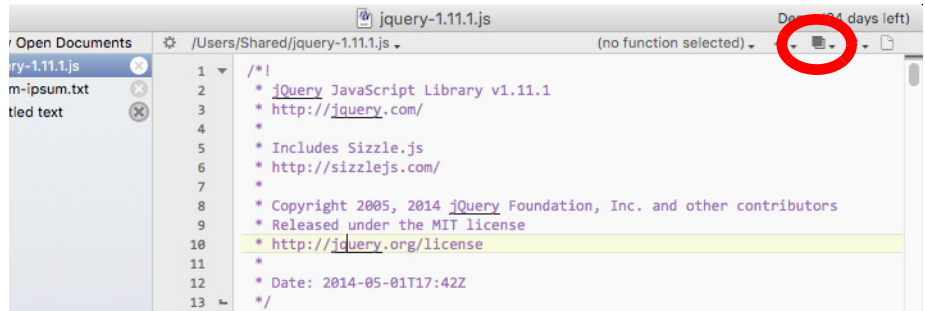 jquery-1.11.1.js
days left)
Open Documents
/Users/Shared/jquery-1.11.1.js
(no function selected)
ry-1.11.1.js
m-ipsum.txt
tled text
1 /*!
2 * jQuery JavaScript Library v1.11.1
3 * http://jquery.com/
4 *
5 * Includes Sizzle.js
6 * http://sizzlejs.com/
7 *
8 * Copyright 2005, 2014 jQuery Foundation, Inc. and other contributors
9 * Released under the MIT license
10 * http://jquery.org/license
11 *
12 * Date: 2014-05-01T17:42Z
13 */